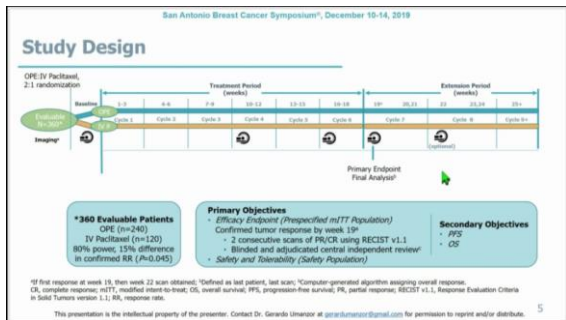 San Antonio Breast Cancer Symposium®, December 10-14, 2019
Study Design
OPE:IV Paclitaxel,
2:1 randomization
Treatment Period
(weeks)
Extension Period
(weeks)
Baseline 1-3 4-6 7-9 10-12 13-15 16-18 19ª 20,21 22 23,24 25+
Evaluable
N=360*
OPE
IV P
Cycle 1 Cycle 2 Cycle 3 Cycle 4 Cycle 5 Cycle 6 Cycle 7 Cycle 8 Cycle 9+
Imagingª
(optional)
Primary Endpoint
Final Analysisᵇ
*360 Evaluable Patients
OPE (n=240)
IV Paclitaxel (n=120)
80% power, 15% difference
in confirmed RR (P=0.045)
Primary Objectives
• Efficacy Endpoint (Prespecified mITT Population)
Confirmed tumor response by week 19ª
• 2 consecutive scans of PR/CR using RECIST v1.1
• Blinded and adjudicated central independent reviewᶜ
• Safety and Tolerability (Safety Population)
Secondary Objectives
• PFS
• OS
ªIf first response at week 19, then week 22 scan obtained; ᵇDefined as last patient, last scan; ᶜComputer-generated algorithm assigning overall response.
CR, complete response; mITT, modified intent-to-treat; OS, overall survival; PFS, progression-free survival; PR, partial response; RECIST v1.1, Response Evaluation Criteria
in Solid Tumors version 1.1; RR, response rate.
5
This presentation is the intellectual property of the presenter. Contact Dr. Gerardo Umanzor at gerardumanzor@gmail.com for permission to reprint and/or distribute.